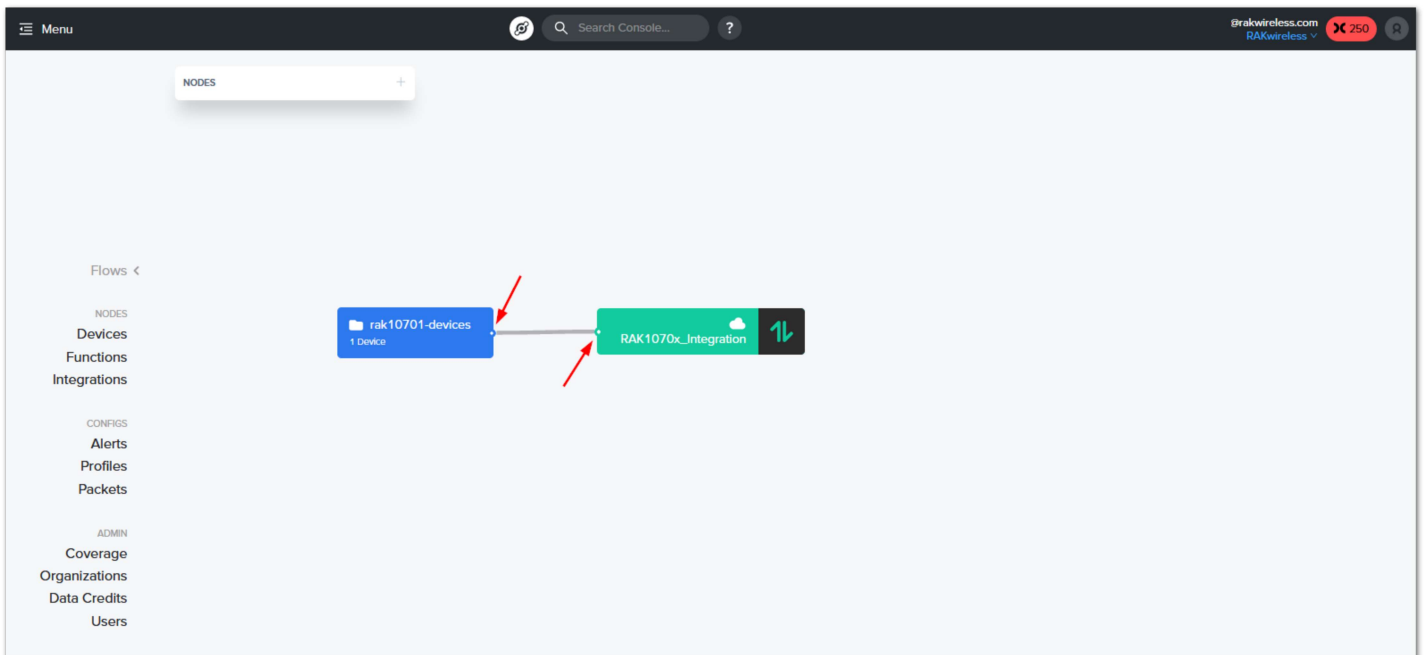 Menu
Search Console...
?
@rakwireless.com
RAKwireless
250
NODES
+
Flows
NODES
Devices
Functions
Integrations
CONFIGS
Alerts
Profiles
Packets
ADMIN
Coverage
Organizations
Data Credits
Users
rak10701-devices
1 Device
RAK1070x_Integration